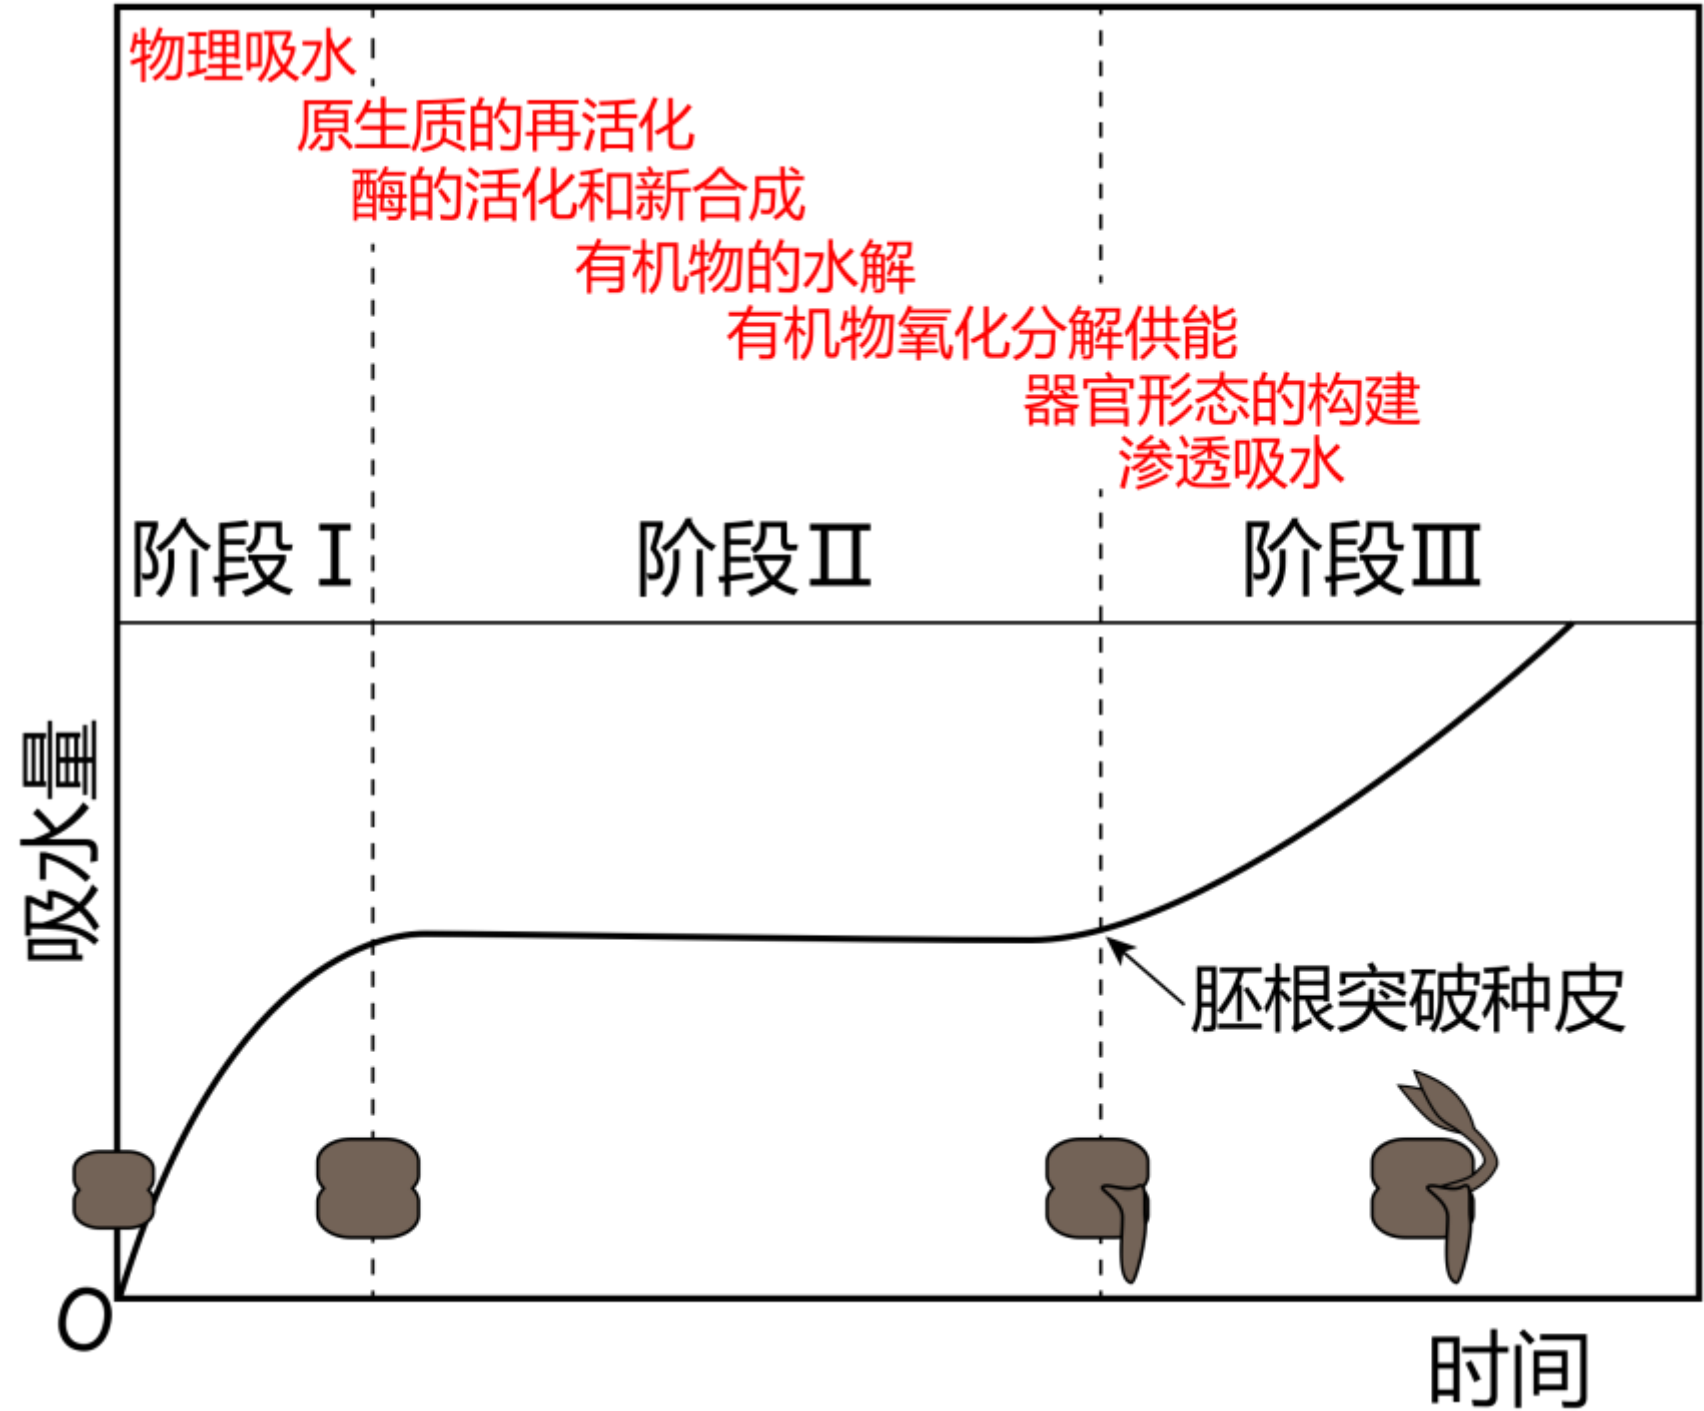 物理吸水
原生质的再活化
酶的活化和新合成
有机物的水解
有机物氧化分解供能
器官形态的构建
渗透吸水
阶段Ⅰ
阶段Ⅱ
阶段Ⅲ
吸水量
胚根突破种皮
O
时间